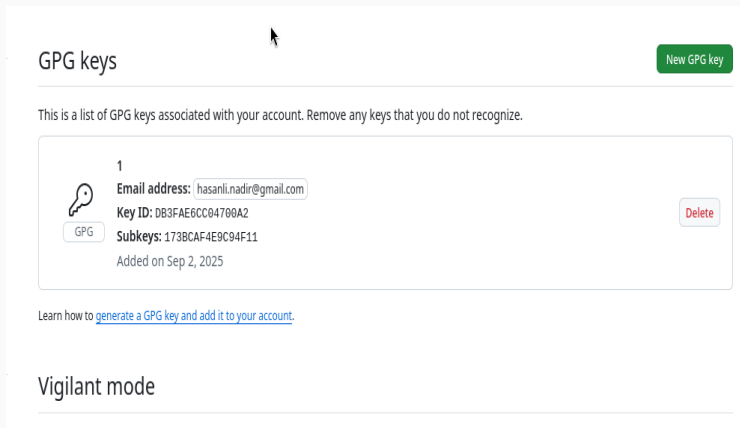 GPG keys
New GPG key
This is a list of GPG keys associated with your account. Remove any keys that you do not recognize.
1
Email address: hasanli.nadir@gmail.com
Key ID: DB3FAE6CC04700A2
GPG
Delete
Subkeys: 173BCAF4E9C94F11
Added on Sep 2, 2025
Learn how to generate a GPG key and add it to your account.
Vigilant mode